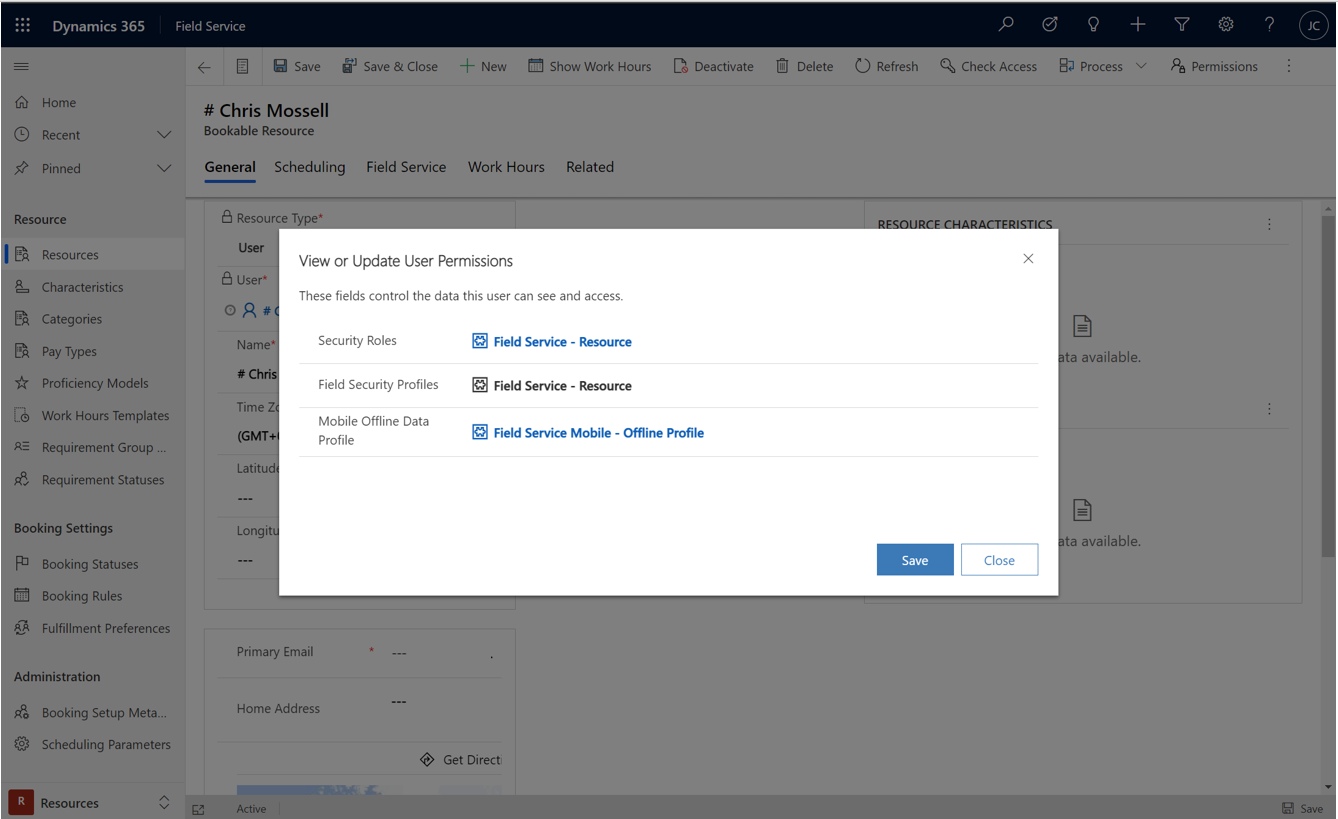 Dynamics 365
Field Service
JC
Save
Save & Close
New
Show Work Hours
Deactivate
Delete
Refresh
Check Access
Process
Permissions
Home
Recent
Pinned
Resource
Resources
Characteristics
Categories
Pay Types
Proficiency Models
Work Hours Templates
Requirement Group ...
Requirement Statuses
Booking Settings
Booking Statuses
Booking Rules
Fulfillment Preferences
Administration
Booking Setup Meta...
Scheduling Parameters
R
Resources
# Chris Mossell
Bookable Resource
General
Scheduling
Field Service
Work Hours
Related
Resource Type*
User
User*
# C
Name*
# Chris
Time Zo
(GMT+
Latitude
---
Longitu
---
RESOURCE CHARACTERISTICS
ata available.
ata available.
View or Update User Permissions
These fields control the data this user can see and access.
Security Roles
Field Service - Resource
Field Security Profiles
Field Service - Resource
Mobile Offline Data
Profile
Field Service Mobile - Offline Profile
Save
Close
Primary Email * --- .
Home Address ---
Get Directi
Active
Save